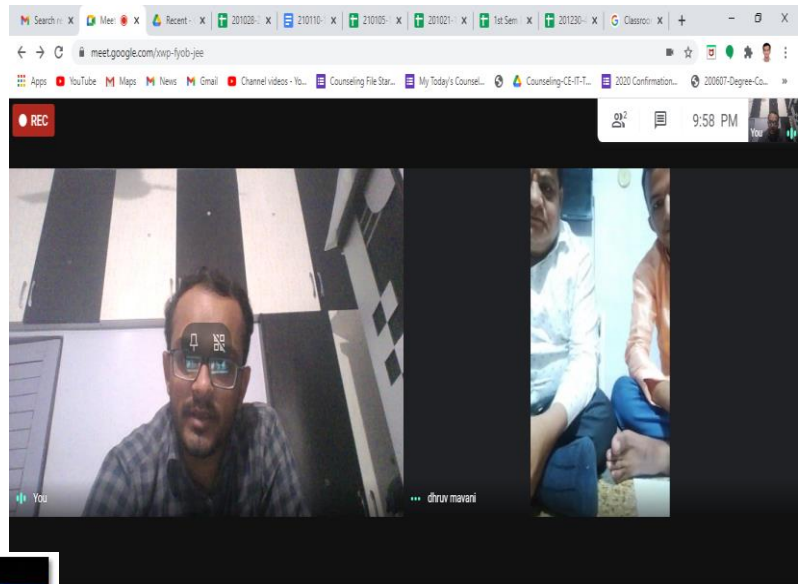 Search re X Meet X Recent - X 201028-2 X 210110- X 210105- X 201021- X 1st Sem X 201230-4 X Classroo X + - X
meet.google.com/xwp-fyob-jee
Apps YouTube Maps News Gmail Channel videos - Yo... Counseling File Star... My Today's Counsel... Counseling-CE-IT-T... 2020 Confirmation... 200607-Degree-Co... »
REC
2 9:58 PM You
You
dhruv mavani